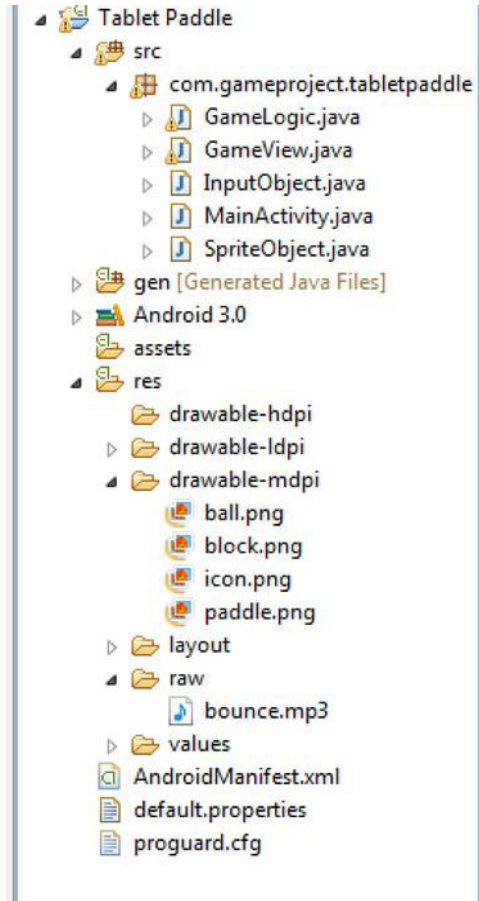 Tablet Paddle
src
com.gameproject.tabletpaddle
GameLogic.java
GameView.java
InputObject.java
MainActivity.java
SpriteObject.java
gen [Generated Java Files]
Android 3.0
assets
res
drawable-hdpi
drawable-ldpi
drawable-mdpi
ball.png
block.png
icon.png
paddle.png
layout
raw
bounce.mp3
values
AndroidManifest.xml
default.properties
proguard.cfg